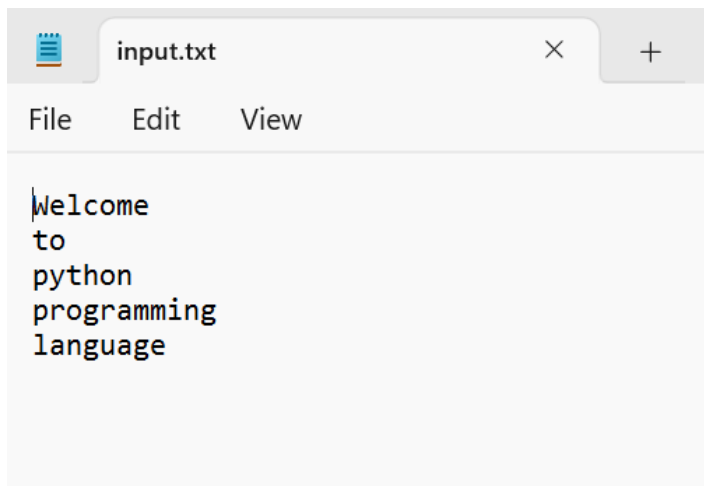 input.txt
File Edit View
Welcome
to
python
programming
language